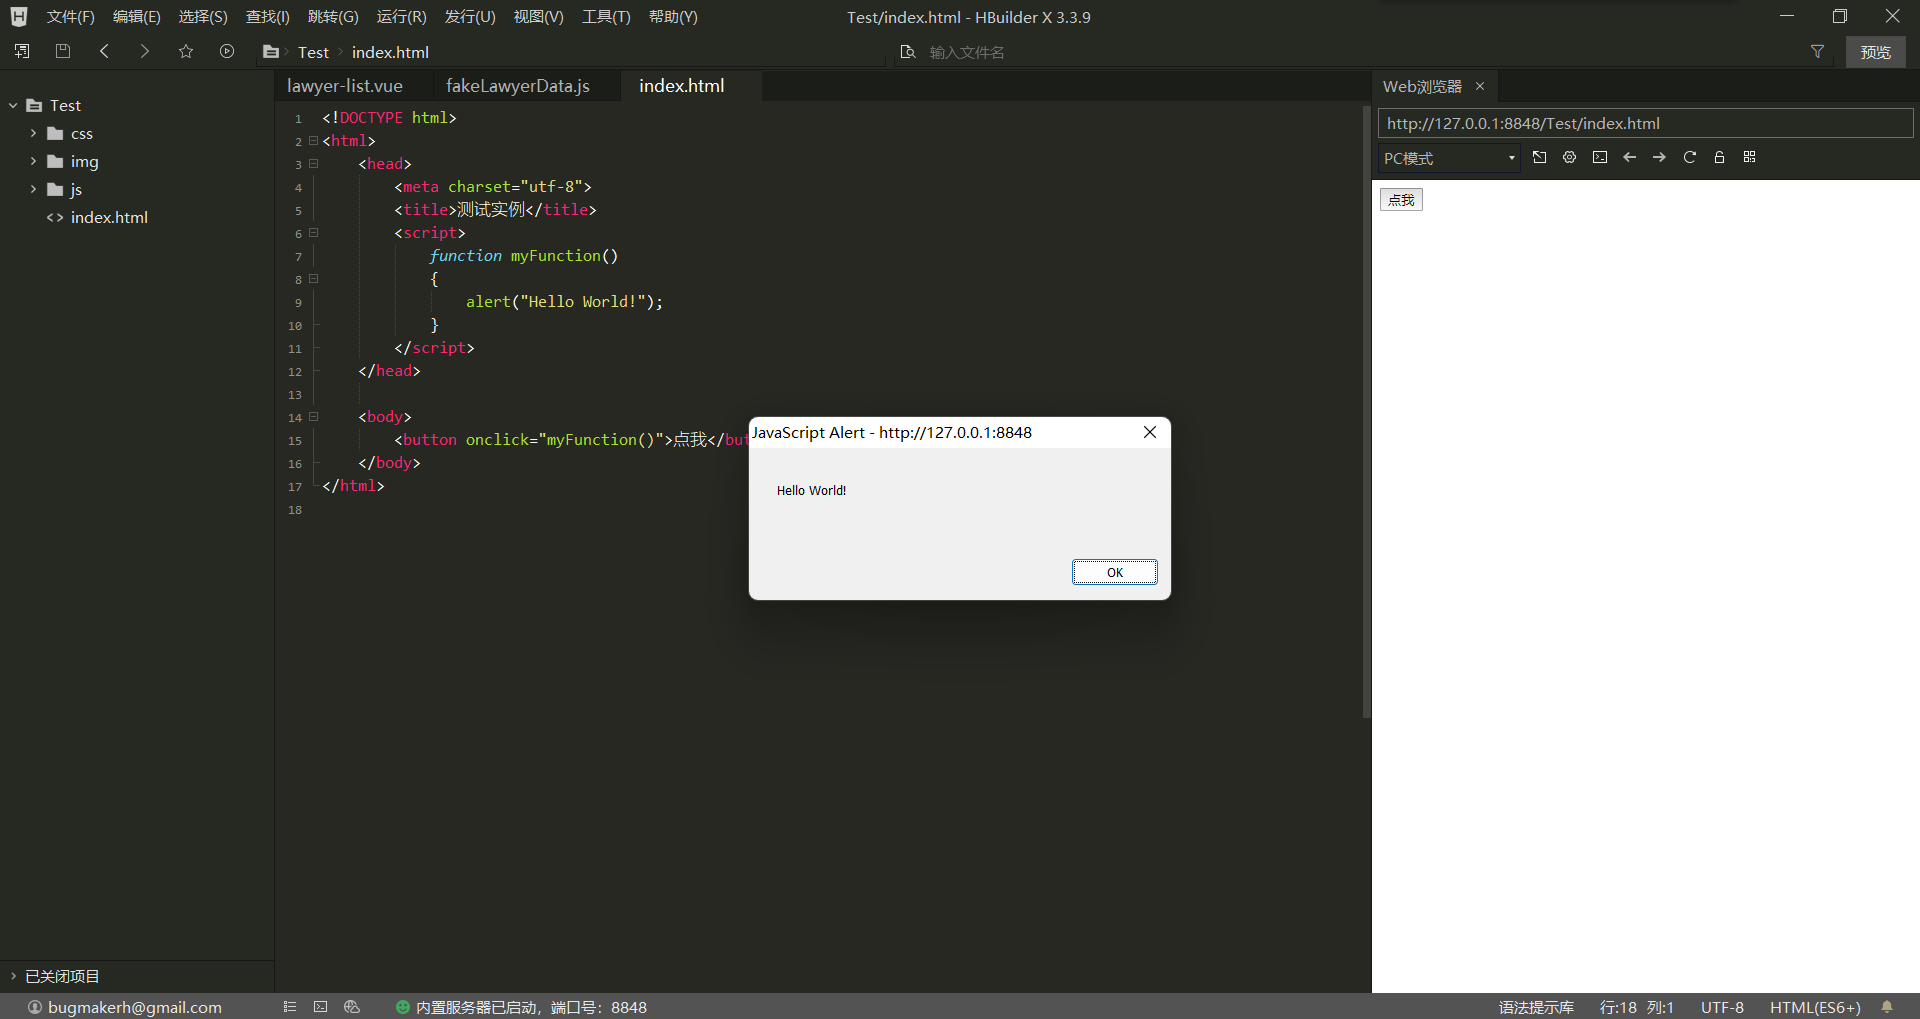 文件(F) 编辑(E) 选择(S) 查找(I) 跳转(G) 运行(R) 发行(U) 视图(V) 工具(T) 帮助(Y) Test/index.html - HBuilder X 3.3.9
Test index.html 输入文件名 预览
lawyer-list.vue fakeLawyerData.js index.html
Web浏览器
http://127.0.0.1:8848/Test/index.html
PC模式
点我
Test
css
img
js
<> index.html
1 <!DOCTYPE html>
2 <html>
3 <head>
4 <meta charset="utf-8">
5 <title>测试实例</title>
6 <script>
7 function myFunction()
8 {
9 alert("Hello World!");
10 }
11 </script>
12 </head>
13
14 <body>
15 <button onclick="myFunction()">点我</but
16 </body>
17 </html>
18
JavaScript Alert - http://127.0.0.1:8848
Hello World!
OK
已关闭项目
bugmakerh@gmail.com 内置服务器已启动，端口号：8848 语法提示库 行:18 列:1 UTF-8 HTML(ES6+)